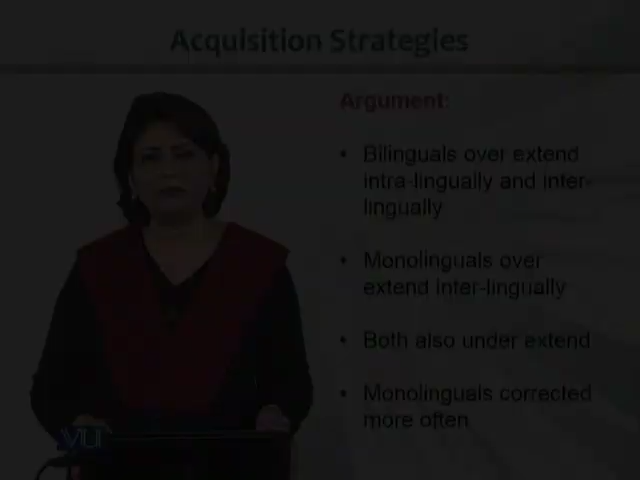 Acquisition Strategies
Argument:
• Bilinguals over extend
intra-lingually and inter-
lingually
• Monolinguals over
extend inter-lingually
• Both also under extend
• Monolinguals corrected
more often
VU